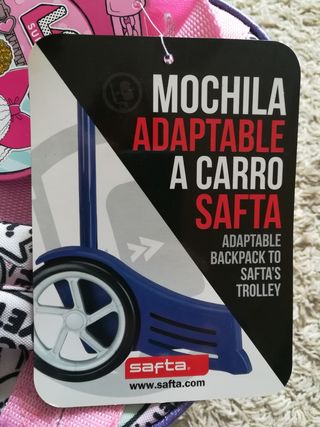 MOCHILA
ADAPTABLE
A CARRO
SAFTA
ADAPTABLE
BACKPACK TO
SAFTA'S
TROLLEY
safta®
www.safta.com